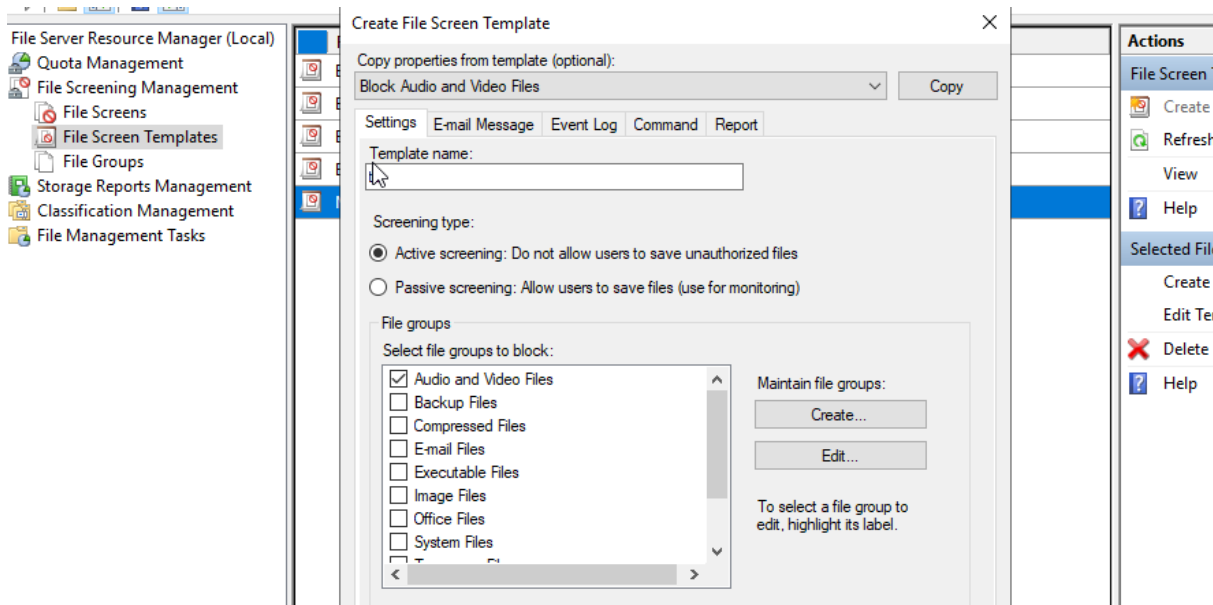 File Server Resource Manager (Local)
Quota Management
File Screening Management
File Screens
File Screen Templates
File Groups
Storage Reports Management
Classification Management
File Management Tasks
Create File Screen Template
Copy properties from template (optional):
Block Audio and Video Files
Copy
Settings
E-mail Message
Event Log
Command
Report
Template name:
Screening type:
Active screening: Do not allow users to save unauthorized files
Passive screening: Allow users to save files (use for monitoring)
File groups
Select file groups to block:
Audio and Video Files
Backup Files
Compressed Files
E-mail Files
Executable Files
Image Files
Office Files
System Files
Maintain file groups:
Create...
Edit...
To select a file group to
edit, highlight its label.
Actions
File Screen
Create
Refresh
View
Help
Selected
Create
Edit
Delete
Help